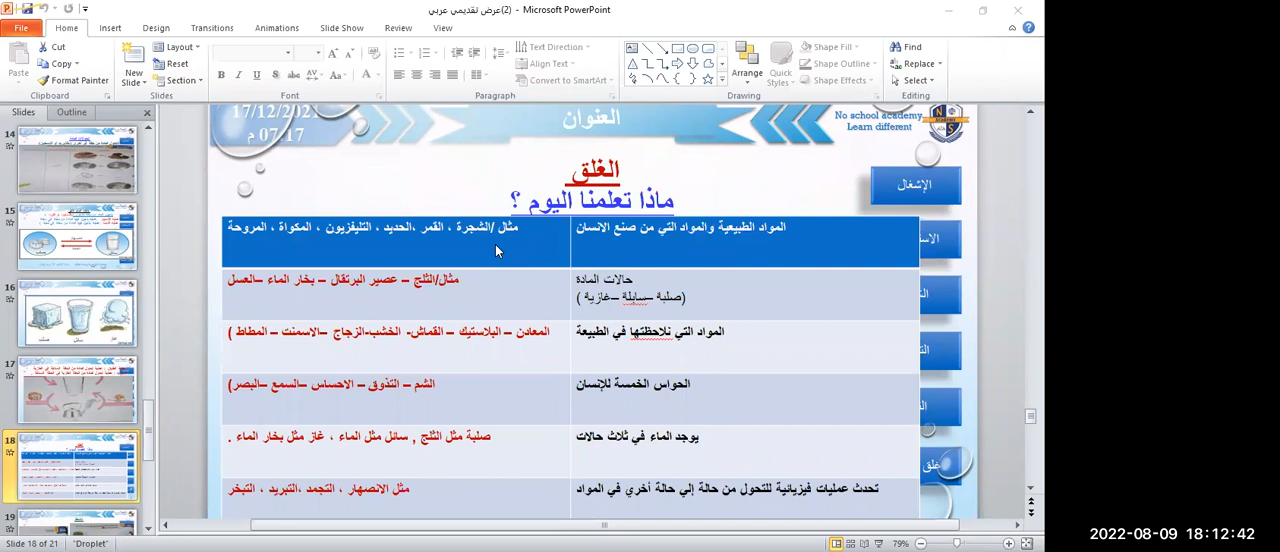 عرض تقديمي عربي(2) - Microsoft PowerPoint
File Home Insert Design Transitions Animations Slide Show Review View
Paste
Cut
Copy
Format Painter
Clipboard
New Slide
Layout
Reset
Section
Slides
Font
Paragraph
Text Direction
Align Text
Convert to SmartArt
Arrange
Quick Styles
Shape Fill
Shape Outline
Shape Effects
Drawing
Find
Replace
Select
Editing
Slides Outline
14
15
16
17
18
19
17/12/2021
07:17 م
العنوان
No school academy
Learn different
الغلق
ماذا تعلمنا اليوم ؟
الإشغال
المواد الطبيعية والمواد التي من صنع الانسان
مثال /الشجرة ، القمر ،الحديد ، التليفزيون ، المكواة ، المروحة
حالات المادة
(صلبة –سابلة –غازية )
مثال/الثلج – عصير البرتقال – بخار الماء –العسل
المواد التي نلاحظتها في الطبيعة
المعادن – البلاستيك – القماش- الخشب-الزجاج –الاسمنت – المطاط )
الحواس الخمسة للإنسان
الشم – التذوق – الاحساس –السمع –البصر)
يوجد الماء في ثلاث حالات
صلبة مثل الثلج , سائل مثل الماء ، غاز مثل بخار الماء .
تحدث عمليات فيزيائية للتحول من حالة إلي حالة أخري في المواد
مثل الانصهار ، التجمد ،التبريد ، التبخر
غلق
Slide 18 of 21 "Droplet" 79%
2022-08-09 18:12:42